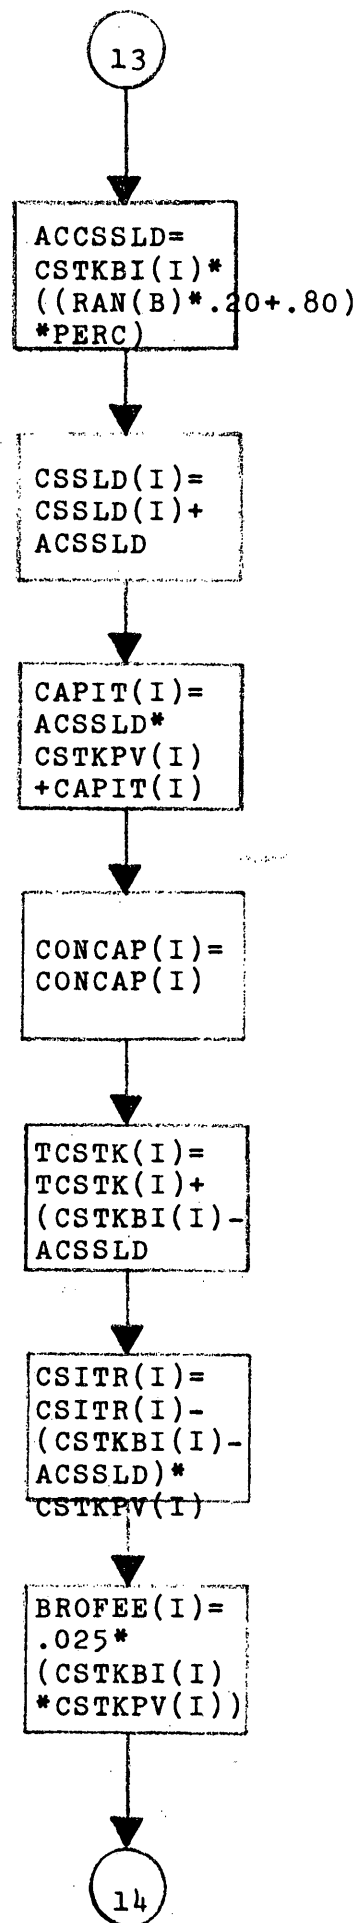 13
ACCSSLD=
CSTKBI(I)*
((RAN(B)*.20+.80)
*PERC)
CSSLD(I)=
CSSLD(I)+
ACSSLD
CAPIT(I)=
ACSSLD*
CSTKPV(I)
+CAPIT(I)
CONCAP(I)=
CONCAP(I)
TCSTK(I)=
TCSTK(I)+
(CSTKBI(I)-
ACSSLD
CSITR(I)=
CSITR(I)-
(CSTKBI(I)-
ACSSLD)*
CSTKPV(I)
BROFEE(I)=
.025*
(CSTKBI(I)
*CSTKPV(I))
14